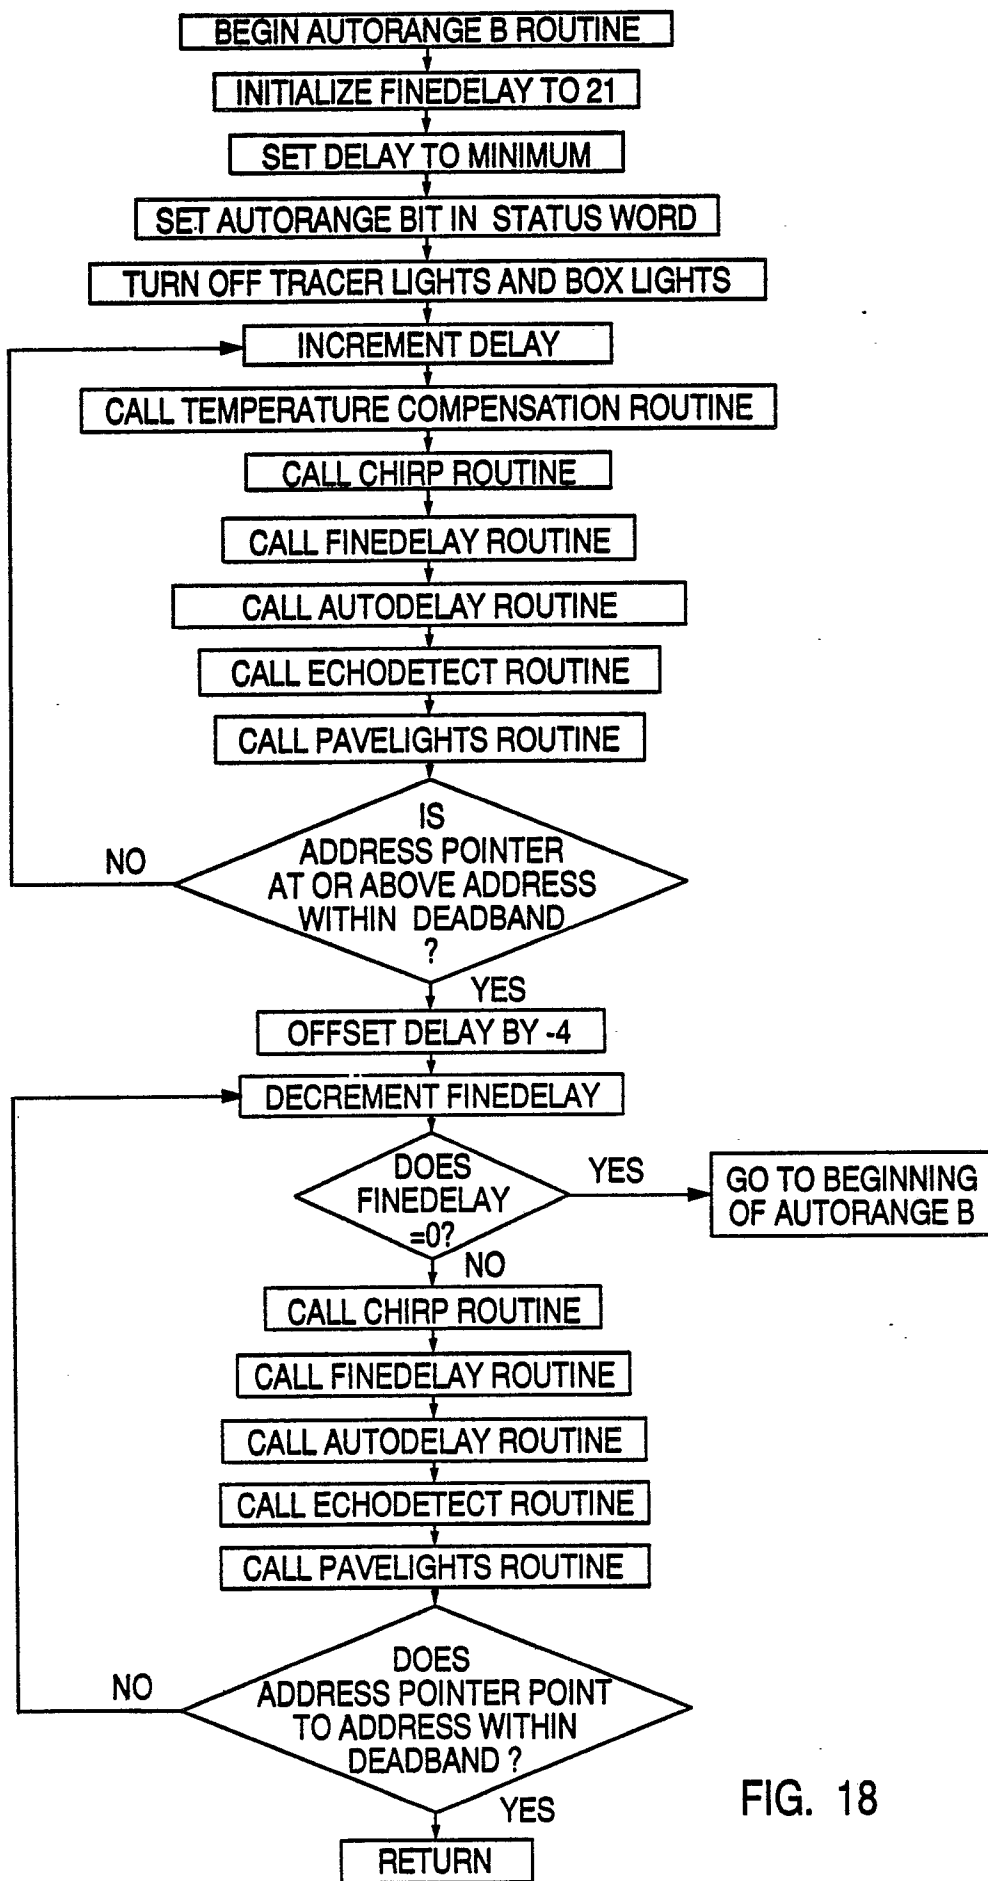 BEGIN AUTORANGE B ROUTINE
INITIALIZE FINEDELAY TO 21
SET DELAY TO MINIMUM
SET AUTORANGE BIT IN STATUS WORD
TURN OFF TRACER LIGHTS AND BOX LIGHTS
INCREMENT DELAY
CALL TEMPERATURE COMPENSATION ROUTINE
CALL CHIRP ROUTINE
CALL FINEDELAY ROUTINE
CALL AUTODELAY ROUTINE
CALL ECHODETECT ROUTINE
CALL PAVELIGHTS ROUTINE
IS
ADDRESS POINTER
AT OR ABOVE ADDRESS
WITHIN DEADBAND
?
NO
YES
OFFSET DELAY BY -4
DECREMENT FINEDELAY
DOES
FINEDELAY
=0?
YES
GO TO BEGINNING
OF AUTORANGE B
NO
CALL CHIRP ROUTINE
CALL FINEDELAY ROUTINE
CALL AUTODELAY ROUTINE
CALL ECHODETECT ROUTINE
CALL PAVELIGHTS ROUTINE
DOES
ADDRESS POINTER POINT
TO ADDRESS WITHIN
DEADBAND ?
NO
YES
RETURN
FIG. 18